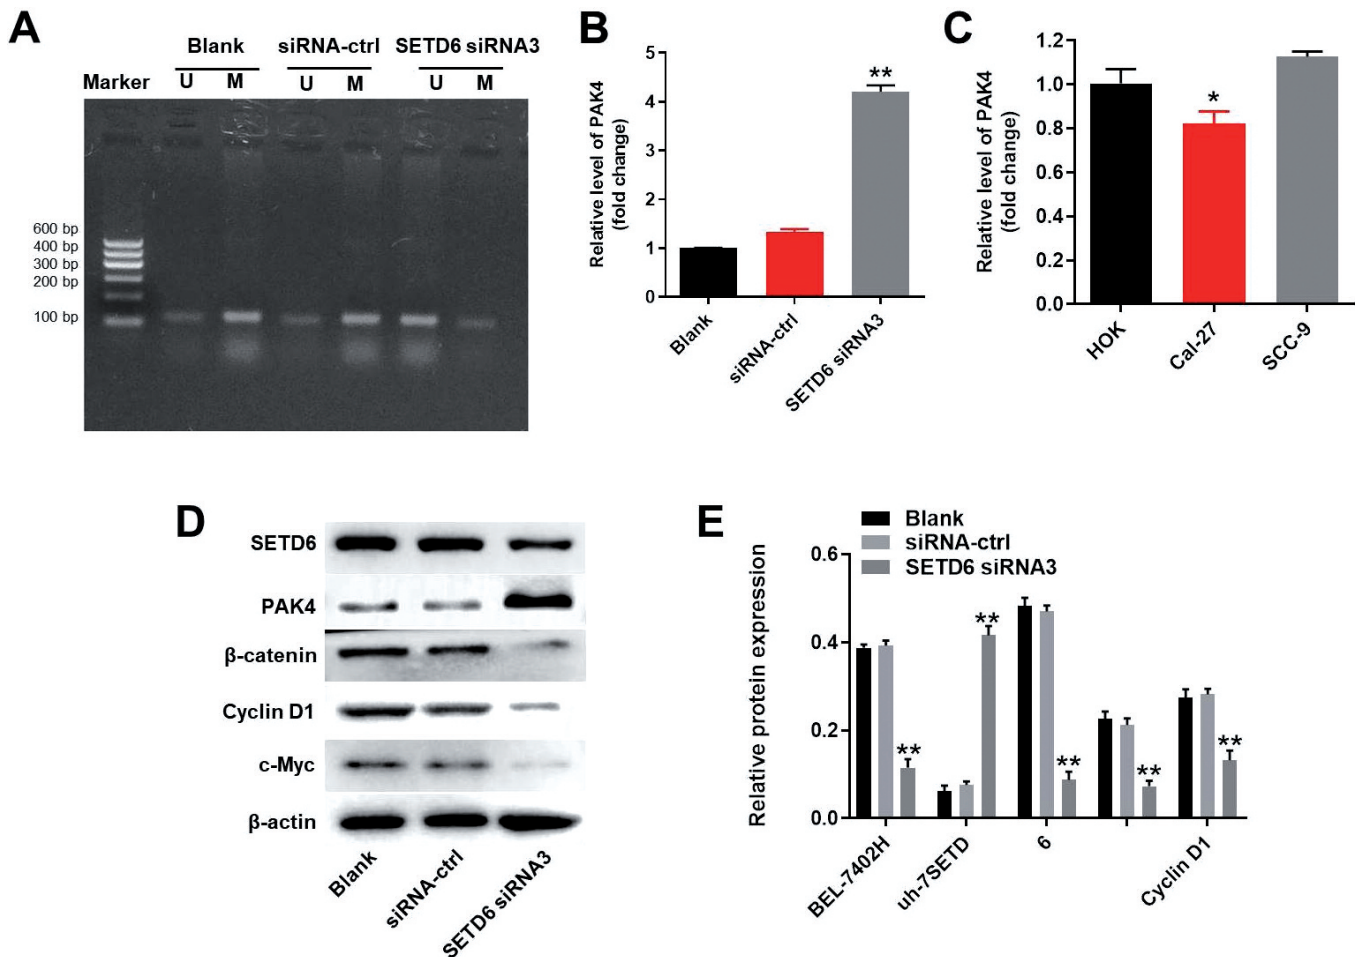 A
Blank siRNA-ctrl SETD6 siRNA3
Marker U M U M U M
600 bp
400 bp
300 bp
200 bp
100 bp
B
Relative level of PAK4
(fold change)
5
4
3
2
1
0
**
Blank
siRNA-ctrl
SETD6 siRNA3
C
Relative level of PAK4
(fold change)
1.2
1.0
0.8
0.6
0.4
0.2
0.0
*
HOK
Cal-27
SCC-9
D
SETD6
PAK4
β-catenin
Cyclin D1
c-Myc
β-actin
Blank
siRNA-ctrl
SETD6 siRNA3
E
Blank
siRNA-ctrl
SETD6 siRNA3
Relative protein expression
0.6
0.4
0.2
0.0
**
**
**
**
**
BEL-7402H
uh-7SETD
6
Cyclin D1